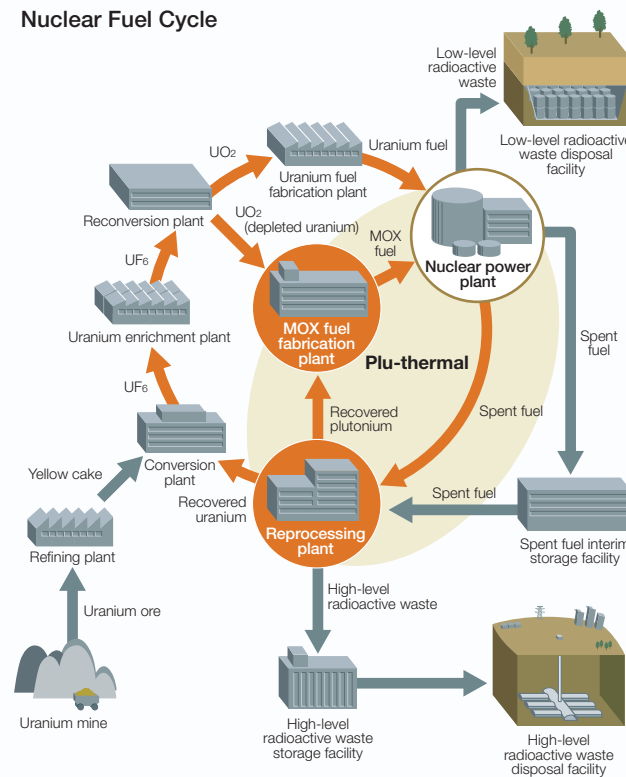 Nuclear Fuel Cycle
Low-level
radioactive
waste
Low-level radioactive
waste disposal
facility
UO2
Uranium fuel
fabrication plant
Uranium fuel
Reconversion plant
UO2
(depleted uranium)
MOX
fuel
Nuclear power
plant
UF6
Uranium enrichment plant
MOX fuel
fabrication
plant
Plu-thermal
Spent
fuel
UF6
Recovered
plutonium
Spent fuel
Yellow cake
Conversion
plant
Recovered
uranium
Spent fuel
Refining plant
Reprocessing
plant
Spent fuel interim
storage facility
Uranium ore
High-level
radioactive waste
Uranium mine
High-level
radioactive waste
storage facility
High-level
radioactive waste
disposal facility